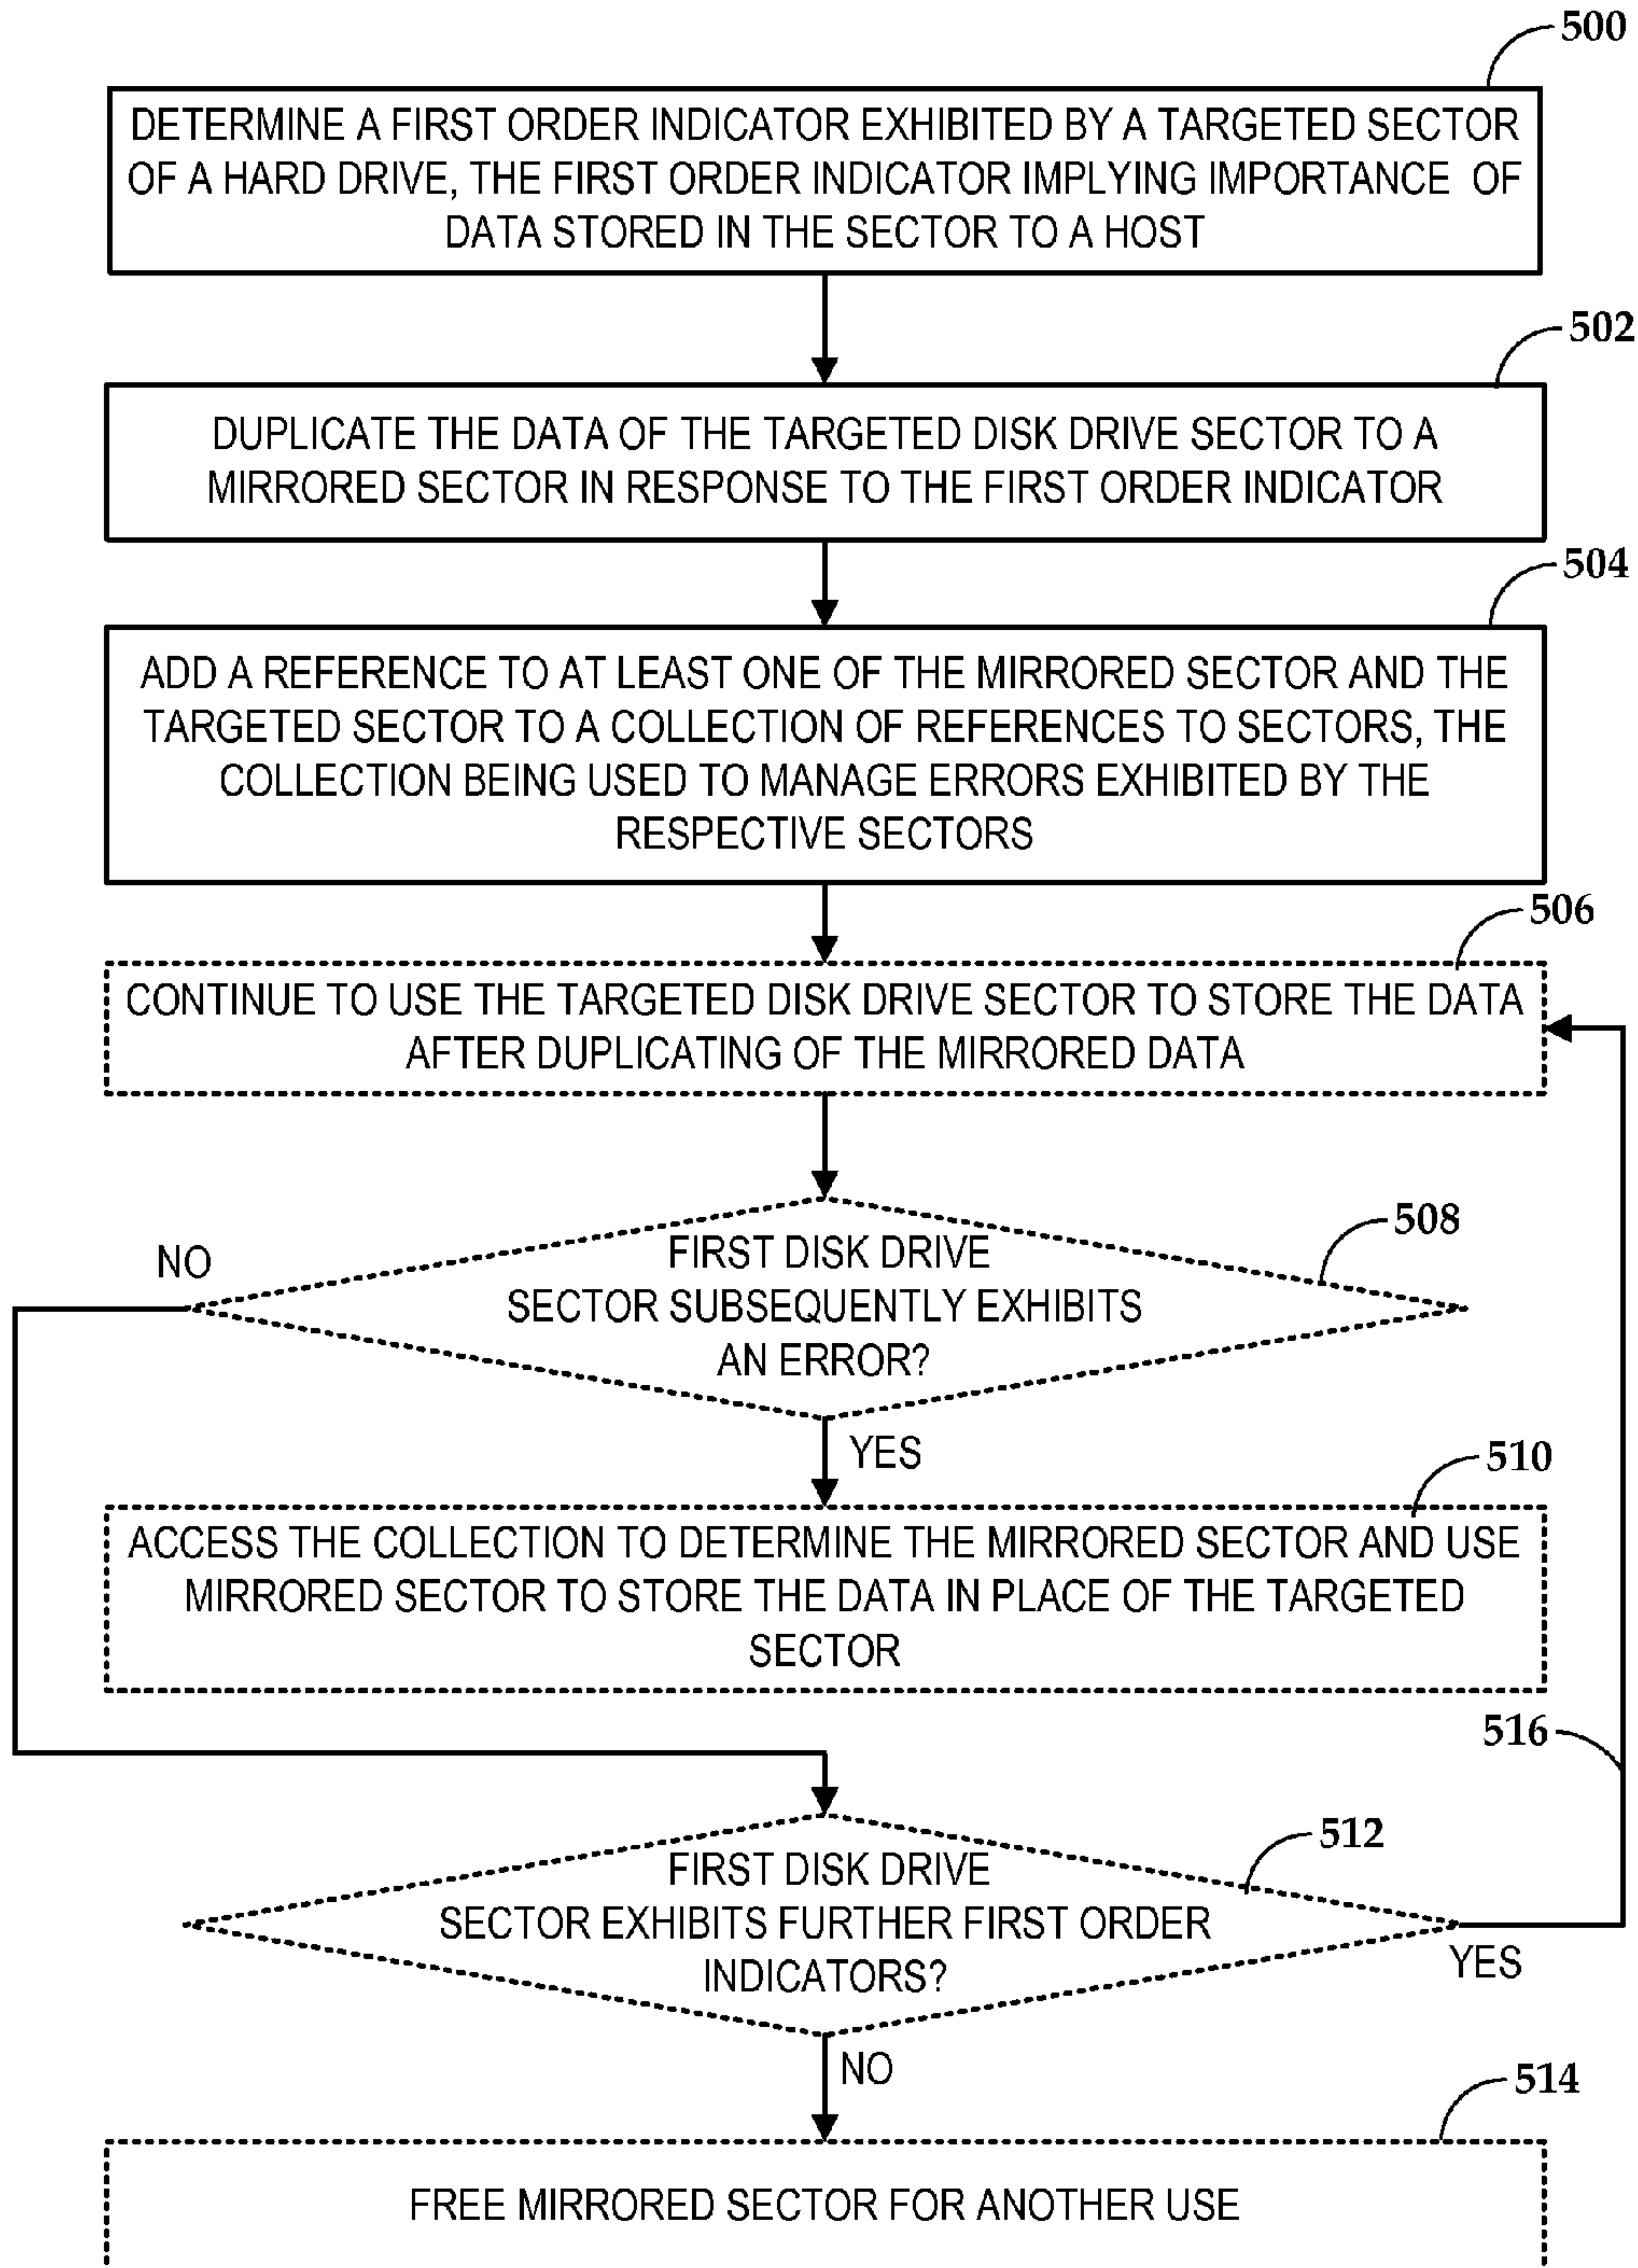 500
DETERMINE A FIRST ORDER INDICATOR EXHIBITED BY A TARGETED SECTOR
OF A HARD DRIVE, THE FIRST ORDER INDICATOR IMPLYING IMPORTANCE OF
DATA STORED IN THE SECTOR TO A HOST
502
DUPLICATE THE DATA OF THE TARGETED DISK DRIVE SECTOR TO A
MIRRORED SECTOR IN RESPONSE TO THE FIRST ORDER INDICATOR
504
ADD A REFERENCE TO AT LEAST ONE OF THE MIRRORED SECTOR AND THE
TARGETED SECTOR TO A COLLECTION OF REFERENCES TO SECTORS, THE
COLLECTION BEING USED TO MANAGE ERRORS EXHIBITED BY THE
RESPECTIVE SECTORS
506
CONTINUE TO USE THE TARGETED DISK DRIVE SECTOR TO STORE THE DATA
AFTER DUPLICATING OF THE MIRRORED DATA
508
NO
FIRST DISK DRIVE
SECTOR SUBSEQUENTLY EXHIBITS
AN ERROR?
YES
510
ACCESS THE COLLECTION TO DETERMINE THE MIRRORED SECTOR AND USE
MIRRORED SECTOR TO STORE THE DATA IN PLACE OF THE TARGETED
SECTOR
516
512
FIRST DISK DRIVE
SECTOR EXHIBITS FURTHER FIRST ORDER
INDICATORS?
YES
NO
514
FREE MIRRORED SECTOR FOR ANOTHER USE